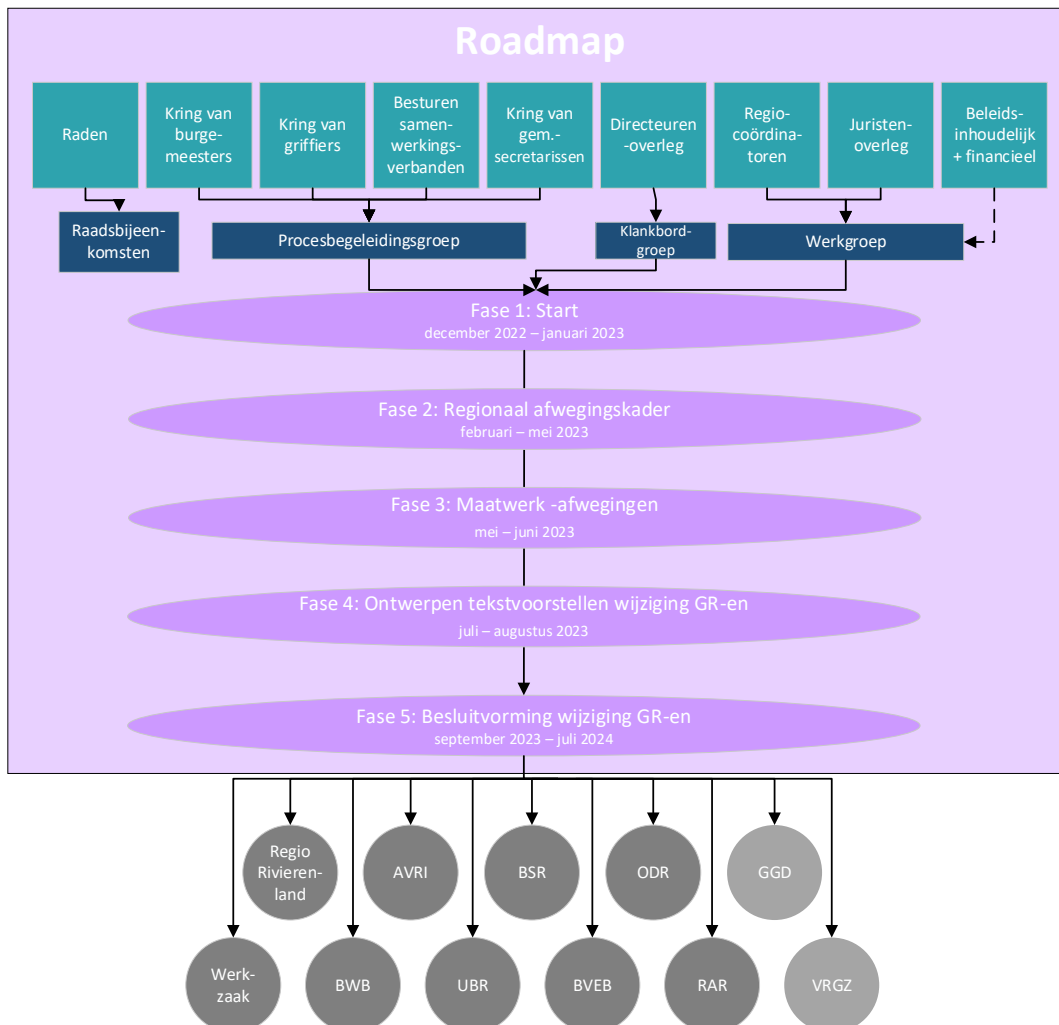 Roadmap
Raden
Kring van
burge-
meesters
Kring van
griffiers
Besturen
samen-
werkings-
verbanden
Kring van
gem.-
secretarissen
Directeuren
-overleg
Regio-
coördina-
toren
Juristen-
overleg
Beleids-
inhoudelijk
+ financieel
Raadsbijeen-
komsten
Procesbegeleidingsgroep
Klankbord-
groep
Werkgroep
Fase 1: Start
december 2022 – januari 2023
Fase 2: Regionaal afwegingskader
februari – mei 2023
Fase 3: Maatwerk -afwegingen
mei – juni 2023
Fase 4: Ontwerpen tekstvoorstellen wijziging GR-en
juli – augustus 2023
Fase 5: Besluitvorming wijziging GR-en
september 2023 – juli 2024
Regio
Rivieren-
land
AVRI
BSR
ODR
GGD
Werk-
zaak
BWB
UBR
BVEB
RAR
VRGZ